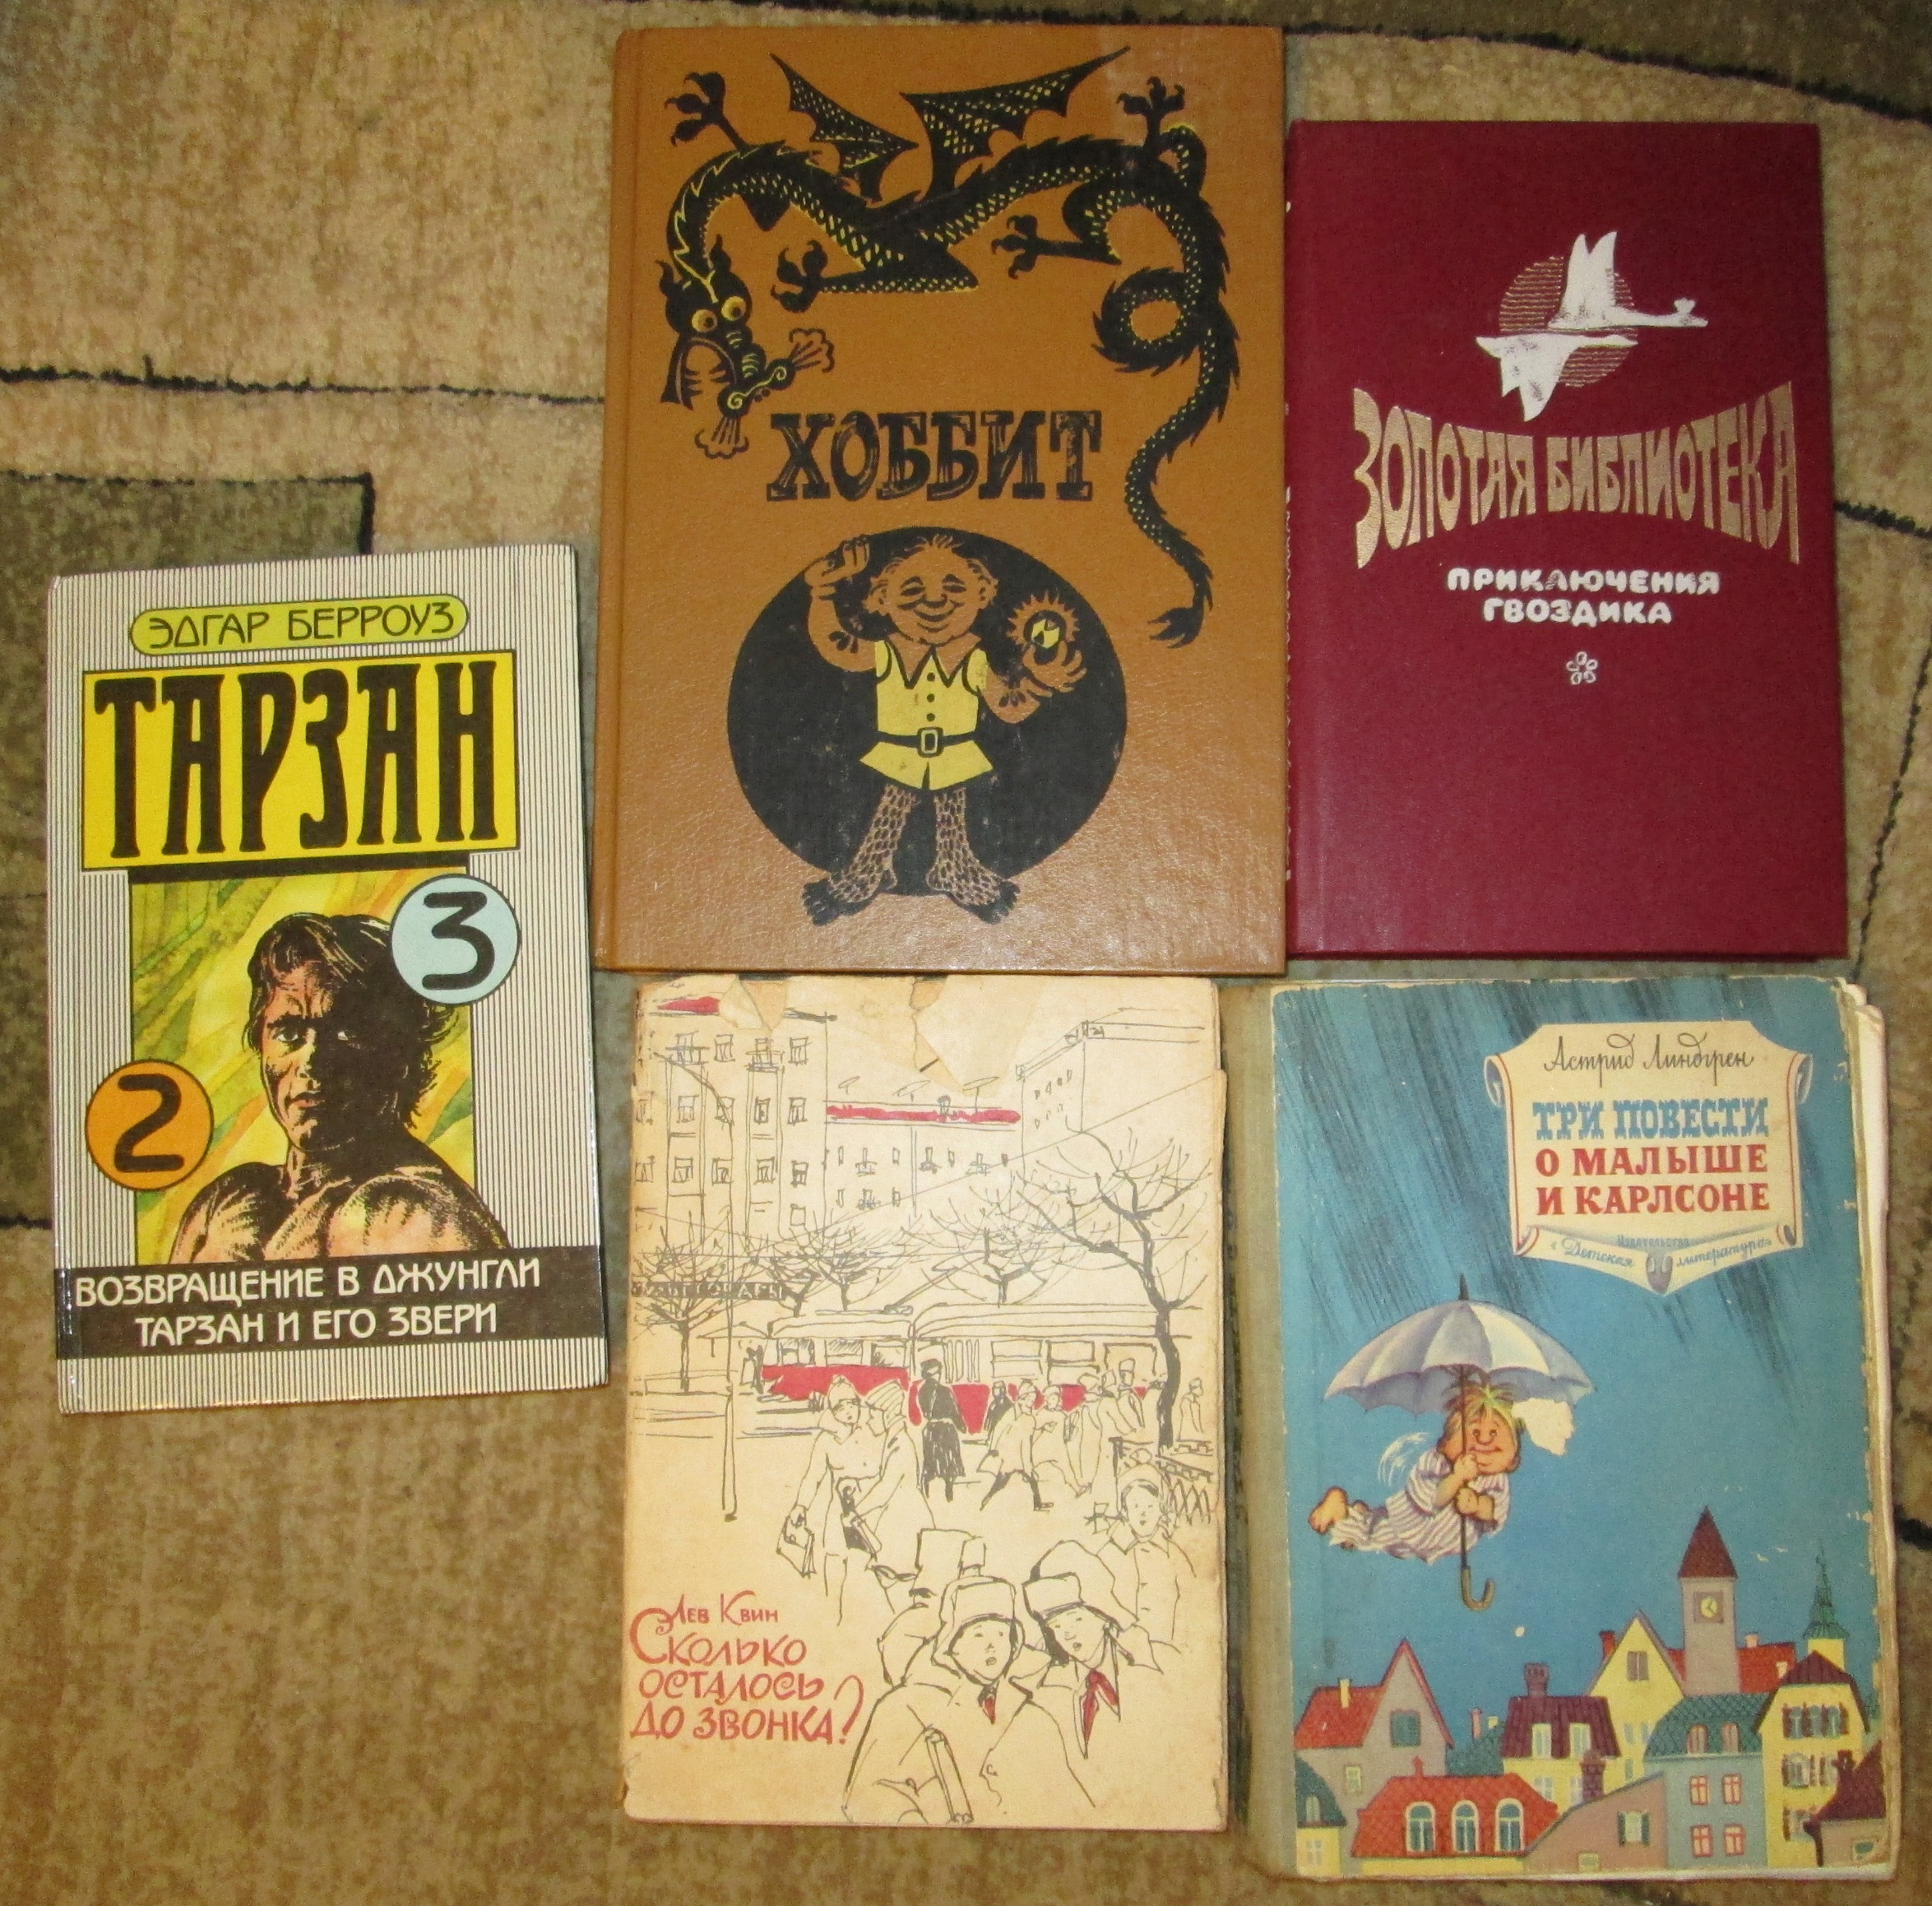 ЭДГАР БЕРРОУЗ
ТАРЗАН
3
2
ВОЗВРАЩЕНИЕ В ДЖУНГЛИ
ТАРЗАН И ЕГО ЗВЕРИ
ХОББИТ
ЗОЛОТАЯ БИБЛИОТЕКА
ПРИКЛЮЧЕНИЯ
ГВОЗДИКА
Лев Квин
Сколько
осталось
до звонка?
Астрид Линдгрен
ТРИ ПОВЕСТИ
О МАЛЫШЕ
И КАРЛСОНЕ
Издательство
«Детская литература»